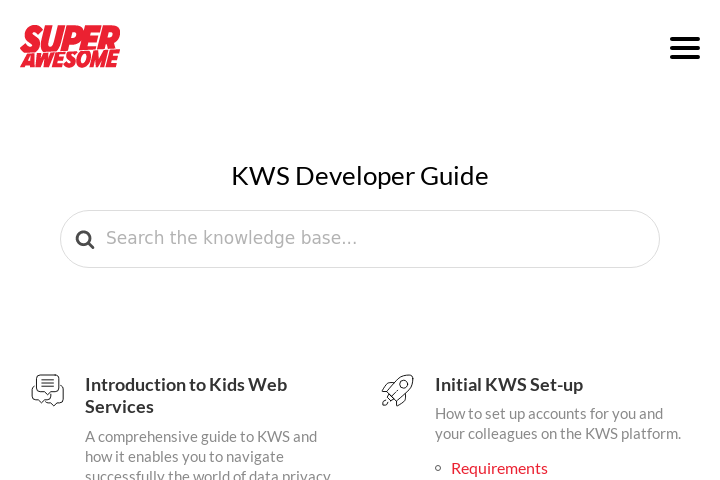 SUPER
AWESOME
KWS Developer Guide
Search the knowledge base...
Introduction to Kids Web
Services
A comprehensive guide to KWS and
how it enables you to navigate
successfully the world of data privacy
Initial KWS Set-up
How to set up accounts for you and
your colleagues on the KWS platform.
Requirements